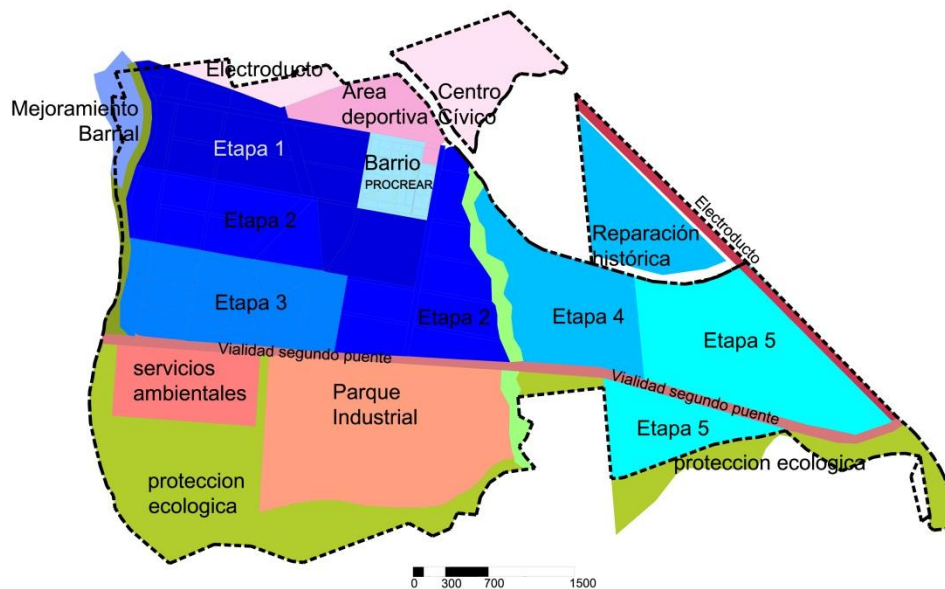 Electroducto
Mejoramiento
Barrial
Area
deportiva
Centro
Cívico
Etapa 1
Barrio
PROCREAR
Etapa 2
Reparación
histórica
Electroducto
Etapa 3
Etapa 2
Etapa 4
Etapa 5
Vialidad segundo puente
Vialidad segundo puente
servicios
ambientales
Parque
Industrial
Etapa 5
proteccion ecologica
proteccion
ecologica
0 300 700 1500